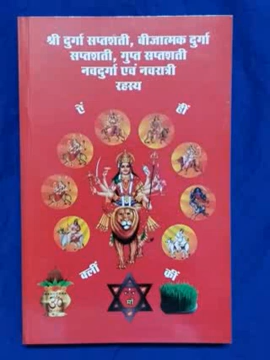 श्री दुर्गा सप्तशती, बीजात्मक दुर्गा
सप्तशती, गुप्त सप्तशती
नवदुर्गा एवं नवरात्री
रहस्य
ऐं ह्रीं
क्लीं क्रीं